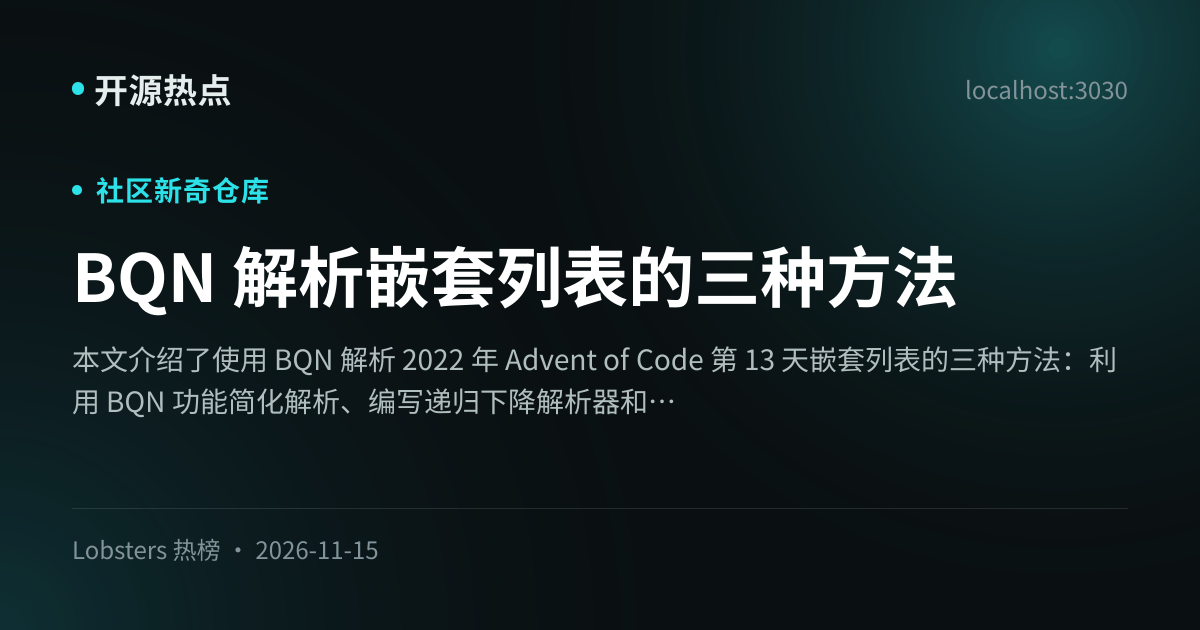 开源热点
localhost:3030
社区新奇仓库
BQN 解析嵌套列表的三种方法
本文介绍了使用 BQN 解析 2022 年 Advent of Code 第 13 天嵌套列表的三种方法：利
用 BQN 功能简化解析、编写递归下降解析器和…
Lobsters 热榜 · 2026-11-15